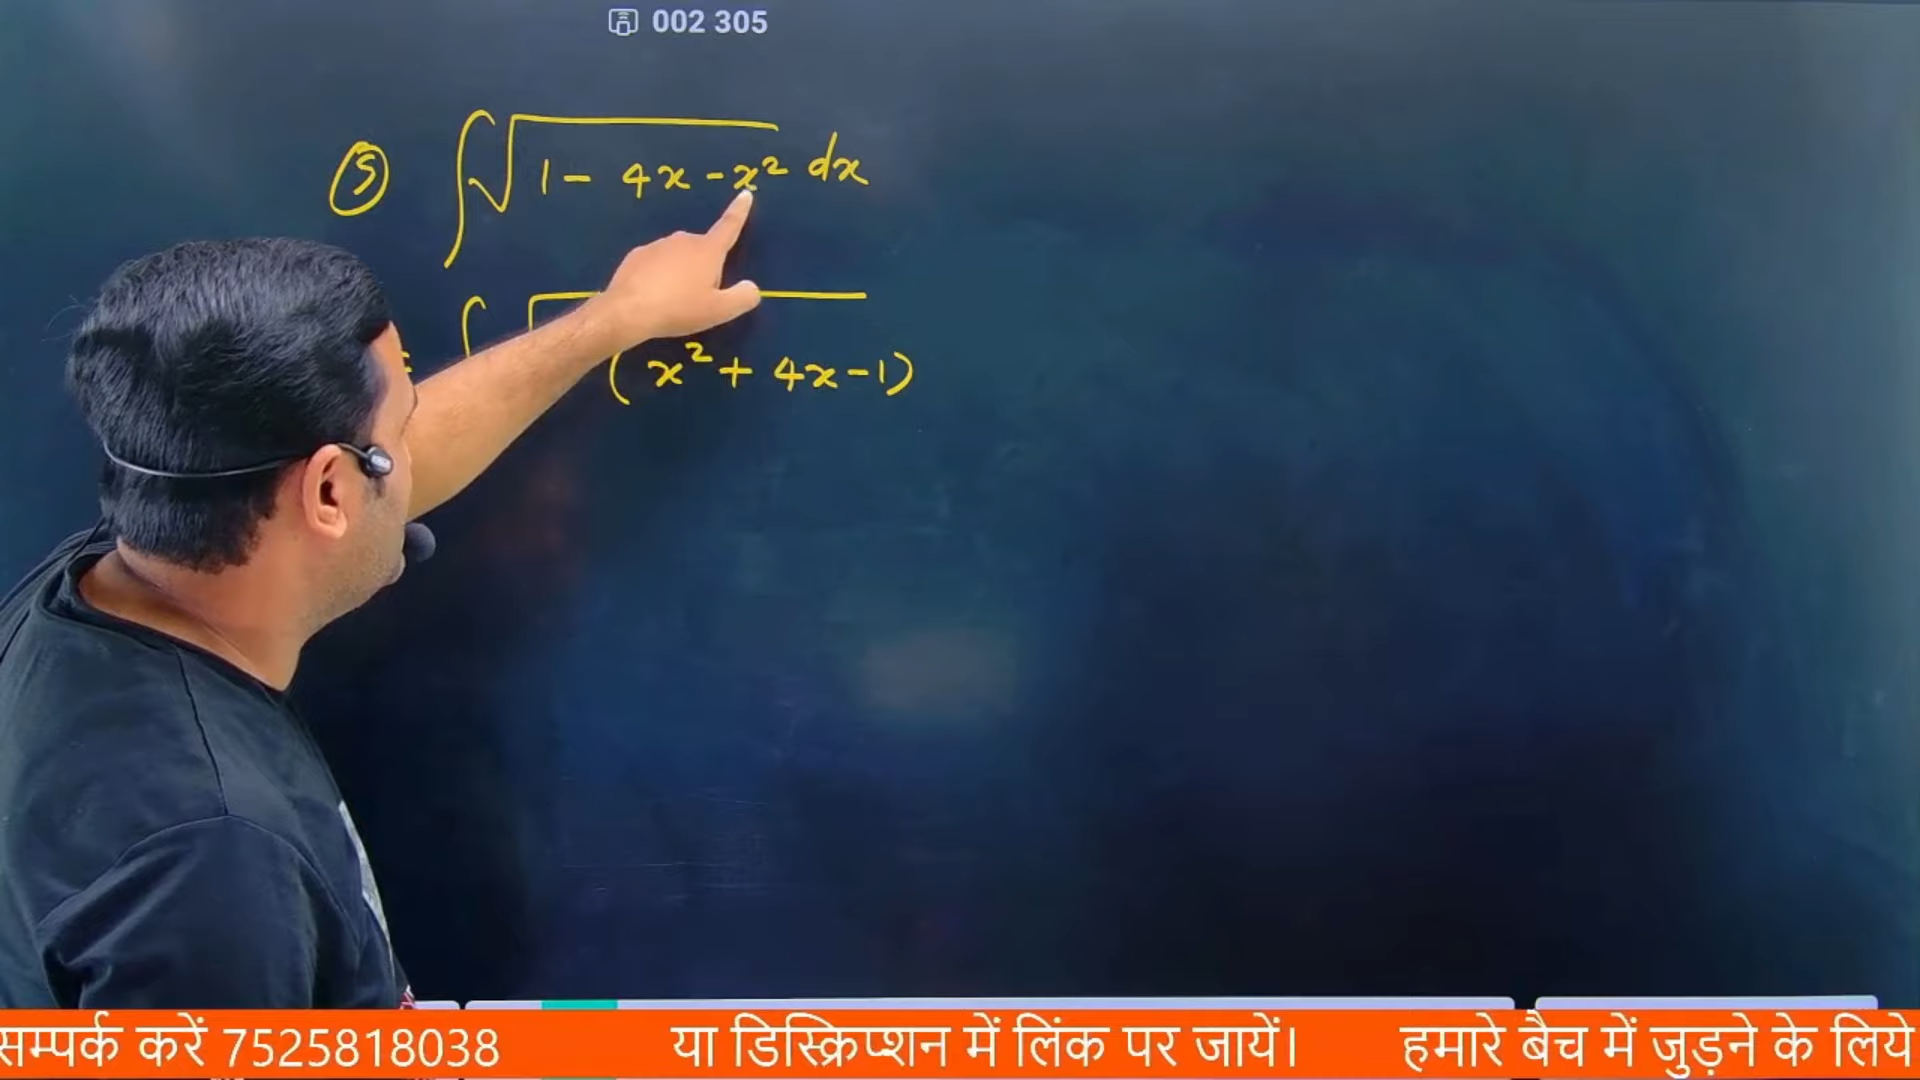 002 305
⑤ ∫√1 - 4x - x² dx
= ∫ √ (x² + 4x - 1)
सम्पर्क करें 7525818038 या डिस्क्रिप्शन में लिंक पर जायें। हमारे बैच में जुड़ने के लिये